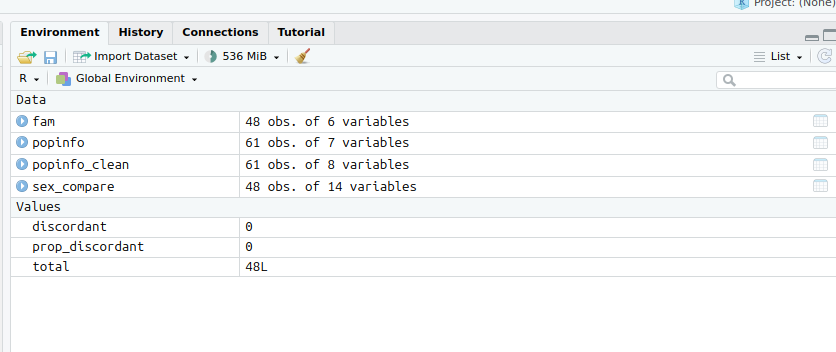 Project: (None)
Environment History Connections Tutorial
Import Dataset 536 MiB List
R Global Environment
Data
fam 48 obs. of 6 variables
popinfo 61 obs. of 7 variables
popinfo_clean 61 obs. of 8 variables
sex_compare 48 obs. of 14 variables
Values
discordant 0
prop_discordant 0
total 48L